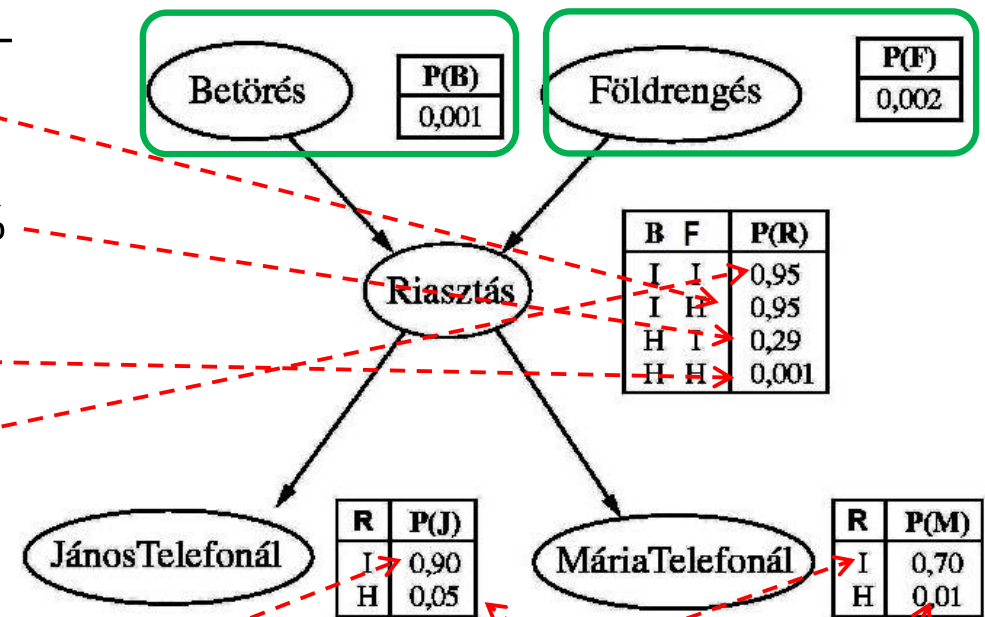 Betörés
P(B)
0,001
Földrengés
P(F)
0,002
Riasztás
B F P(R)
I I 0,95
I H 0,95
H I 0,29
H H 0,001
JánosTelefonál
R P(J)
I 0,90
H 0,05
MáriaTelefonál
R P(M)
I 0,70
H 0,01